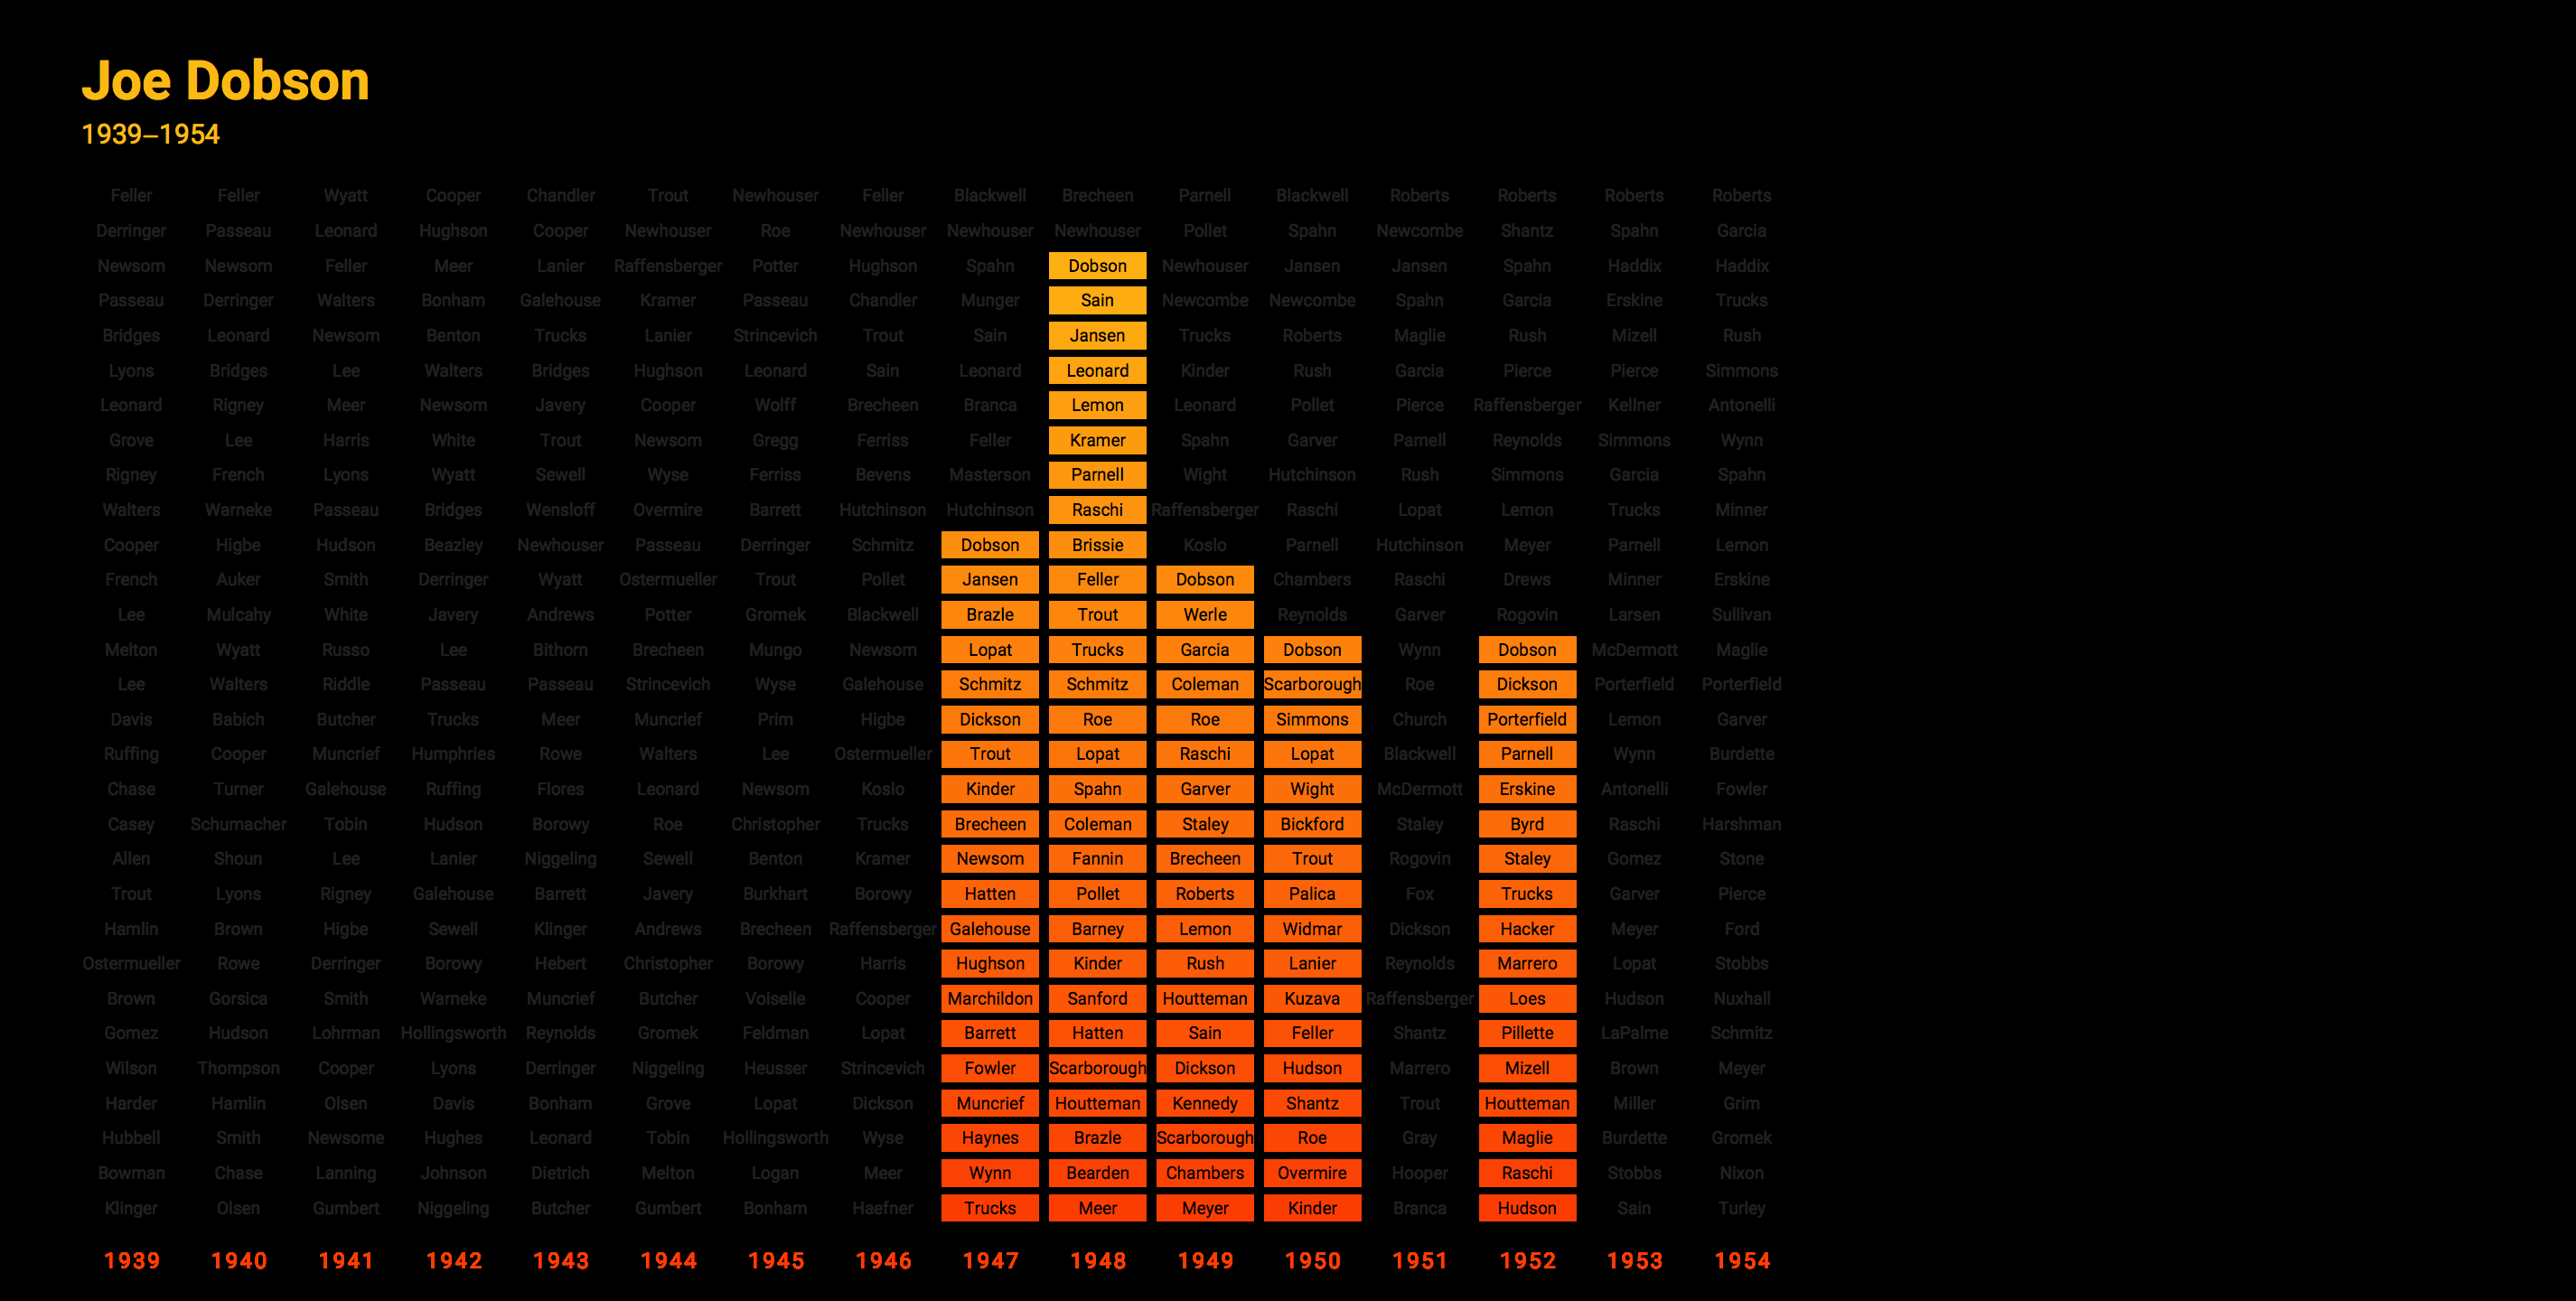 Joe Dobson
1939–1954
Feller Feller Wyatt Cooper Chandler Trout Newhouser Feller Blackwell Brecheen Parnell Blackwell Roberts Roberts Roberts Roberts
Derringer Passeau Leonard Hughson Cooper Newhouser Roe Newhouser Newhouser Newhouser Pollet Spahn Newcombe Shantz Spahn Garcia
Newsom Newsom Feller Meer Lanier Raffensberger Potter Hughson Spahn Dobson Newhouser Jansen Jansen Spahn Haddix Haddix
Passeau Derringer Walters Bonham Galehouse Kramer Passeau Chandler Munger Sain Newcombe Newcombe Spahn Garcia Erskine Trucks
Bridges Leonard Newsom Benton Trucks Lanier Strincevich Trout Sain Jansen Trucks Roberts Maglie Rush Mizell Rush
Lyons Bridges Lee Walters Bridges Hughson Leonard Sain Leonard Leonard Kinder Rush Garcia Pierce Pierce Simmons
Leonard Rigney Meer Newsom Javery Cooper Wolff Brecheen Branca Lemon Leonard Pollet Pierce Raffensberger Kellner Antonelli
Grove Lee Harris White Trout Newsom Gregg Ferriss Feller Kramer Spahn Garver Parnell Reynolds Simmons Wynn
Rigney French Lyons Wyatt Sewell Wyse Ferriss Bevens Masterson Parnell Wight Hutchinson Rush Simmons Garcia Spahn
Walters Warneke Passeau Bridges Wensloff Overmire Barrett Hutchinson Hutchinson Raschi Raffensberger Raschi Lopat Lemon Trucks Minner
Cooper Higbe Hudson Beazley Newhouser Passeau Derringer Schmitz Dobson Brissie Koslo Parnell Hutchinson Meyer Parnell Lemon
French Auker Smith Derringer Wyatt Ostermueller Trout Pollet Jansen Feller Dobson Chambers Raschi Drews Minner Erskine
Lee Mulcahy White Javery Andrews Potter Gromek Blackwell Brazle Trout Werle Reynolds Garver Rogovin Larsen Sullivan
Melton Wyatt Russo Lee Bithorn Brecheen Mungo Newsom Lopat Trucks Garcia Dobson Wynn Dobson McDermott Maglie
Lee Walters Riddle Passeau Passeau Strincevich Wyse Galehouse Schmitz Schmitz Coleman Scarborough Roe Dickson Porterfield Porterfield
Davis Babich Butcher Trucks Meer Muncrief Prim Higbe Dickson Roe Roe Simmons Church Porterfield Lemon Garver
Ruffing Cooper Muncrief Humphries Rowe Walters Lee Ostermueller Trout Lopat Raschi Lopat Blackwell Parnell Wynn Burdette
Chase Turner Galehouse Ruffing Flores Leonard Newsom Koslo Kinder Spahn Garver Wight McDermott Erskine Antonelli Fowler
Casey Schumacher Tobin Hudson Borowy Roe Christopher Trucks Brecheen Coleman Staley Bickford Staley Byrd Raschi Harshman
Allen Shoun Lee Lanier Niggeling Sewell Benton Kramer Newsom Fannin Brecheen Trout Rogovin Staley Gomez Stone
Trout Lyons Rigney Galehouse Barrett Javery Burkhart Borowy Hatten Pollet Roberts Palica Fox Trucks Garver Pierce
Hamlin Brown Higbe Sewell Klinger Andrews Brecheen Raffensberger Galehouse Barney Lemon Widmar Dickson Hacker Meyer Ford
Ostermueller Rowe Derringer Borowy Hebert Christopher Borowy Harris Hughson Kinder Rush Lanier Reynolds Marrero Lopat Stobbs
Brown Gorsica Smith Warneke Muncrief Butcher Voiselle Cooper Marchildon Sanford Houtteman Kuzava Raffensberger Loes Hudson Nuxhall
Gomez Hudson Lohrman Hollingsworth Reynolds Gromek Feldman Lopat Barrett Hatten Sain Feller Shantz Pillette LaPalme Schmitz
Wilson Thompson Cooper Lyons Derringer Niggeling Heusser Strincevich Fowler Scarborough Dickson Hudson Marrero Mizell Brown Meyer
Harder Hamlin Olsen Davis Bonham Grove Lopat Dickson Muncrief Houtteman Kennedy Shantz Trout Houtteman Miller Grim
Hubbell Smith Newsome Hughes Leonard Tobin Hollingsworth Wyse Haynes Brazle Scarborough Roe Gray Maglie Burdette Gromek
Bowman Chase Lanning Johnson Dietrich Melton Logan Meer Wynn Bearden Chambers Overmire Hooper Raschi Stobbs Nixon
Klinger Olsen Gumbert Niggeling Butcher Gumbert Bonham Haefner Trucks Meer Meyer Kinder Branca Hudson Sain Turley
1939 1940 1941 1942 1943 1944 1945 1946 1947 1948 1949 1950 1951 1952 1953 1954